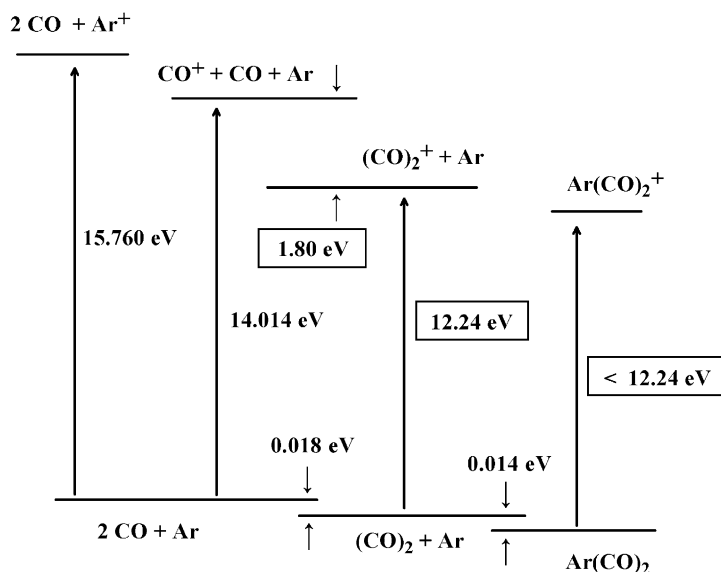 2 CO + Ar⁺
CO⁺ + CO + Ar
(CO)₂⁺ + Ar
Ar(CO)₂⁺
15.760 eV
1.80 eV
14.014 eV
12.24 eV
< 12.24 eV
0.018 eV
0.014 eV
2 CO + Ar
(CO)₂ + Ar
Ar(CO)₂